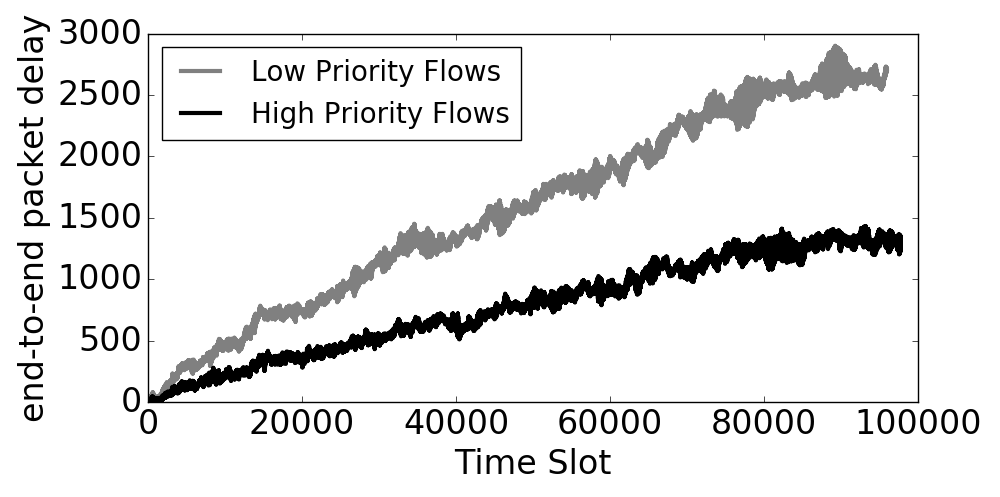 end-to-end packet delay
3000
2500
2000
1500
1000
500
0
Low Priority Flows
High Priority Flows
0 20000 40000 60000 80000 100000
Time Slot